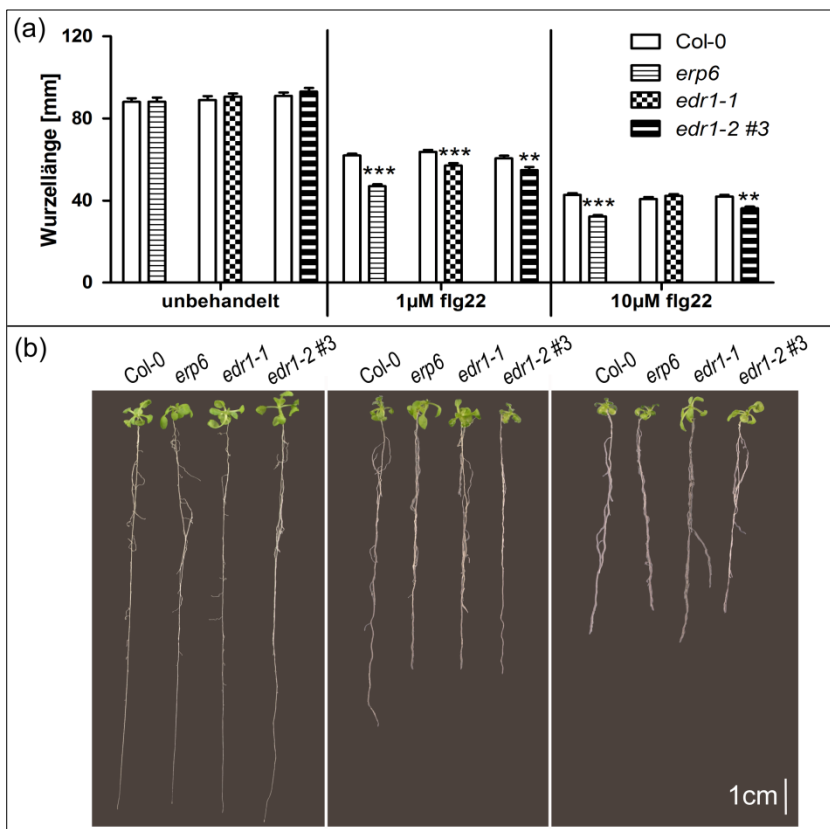 (a)
Wurzellänge [mm]
120
80
40
0
Col-0
erp6
edr1-1
edr1-2 #3
*** *** **
*** **
unbehandelt 1µM flg22 10µM flg22
(b)
Col-0 erp6 edr1-1 edr1-2 #3 Col-0 erp6 edr1-1 edr1-2 #3 Col-0 erp6 edr1-1 edr1-2 #3
1cm